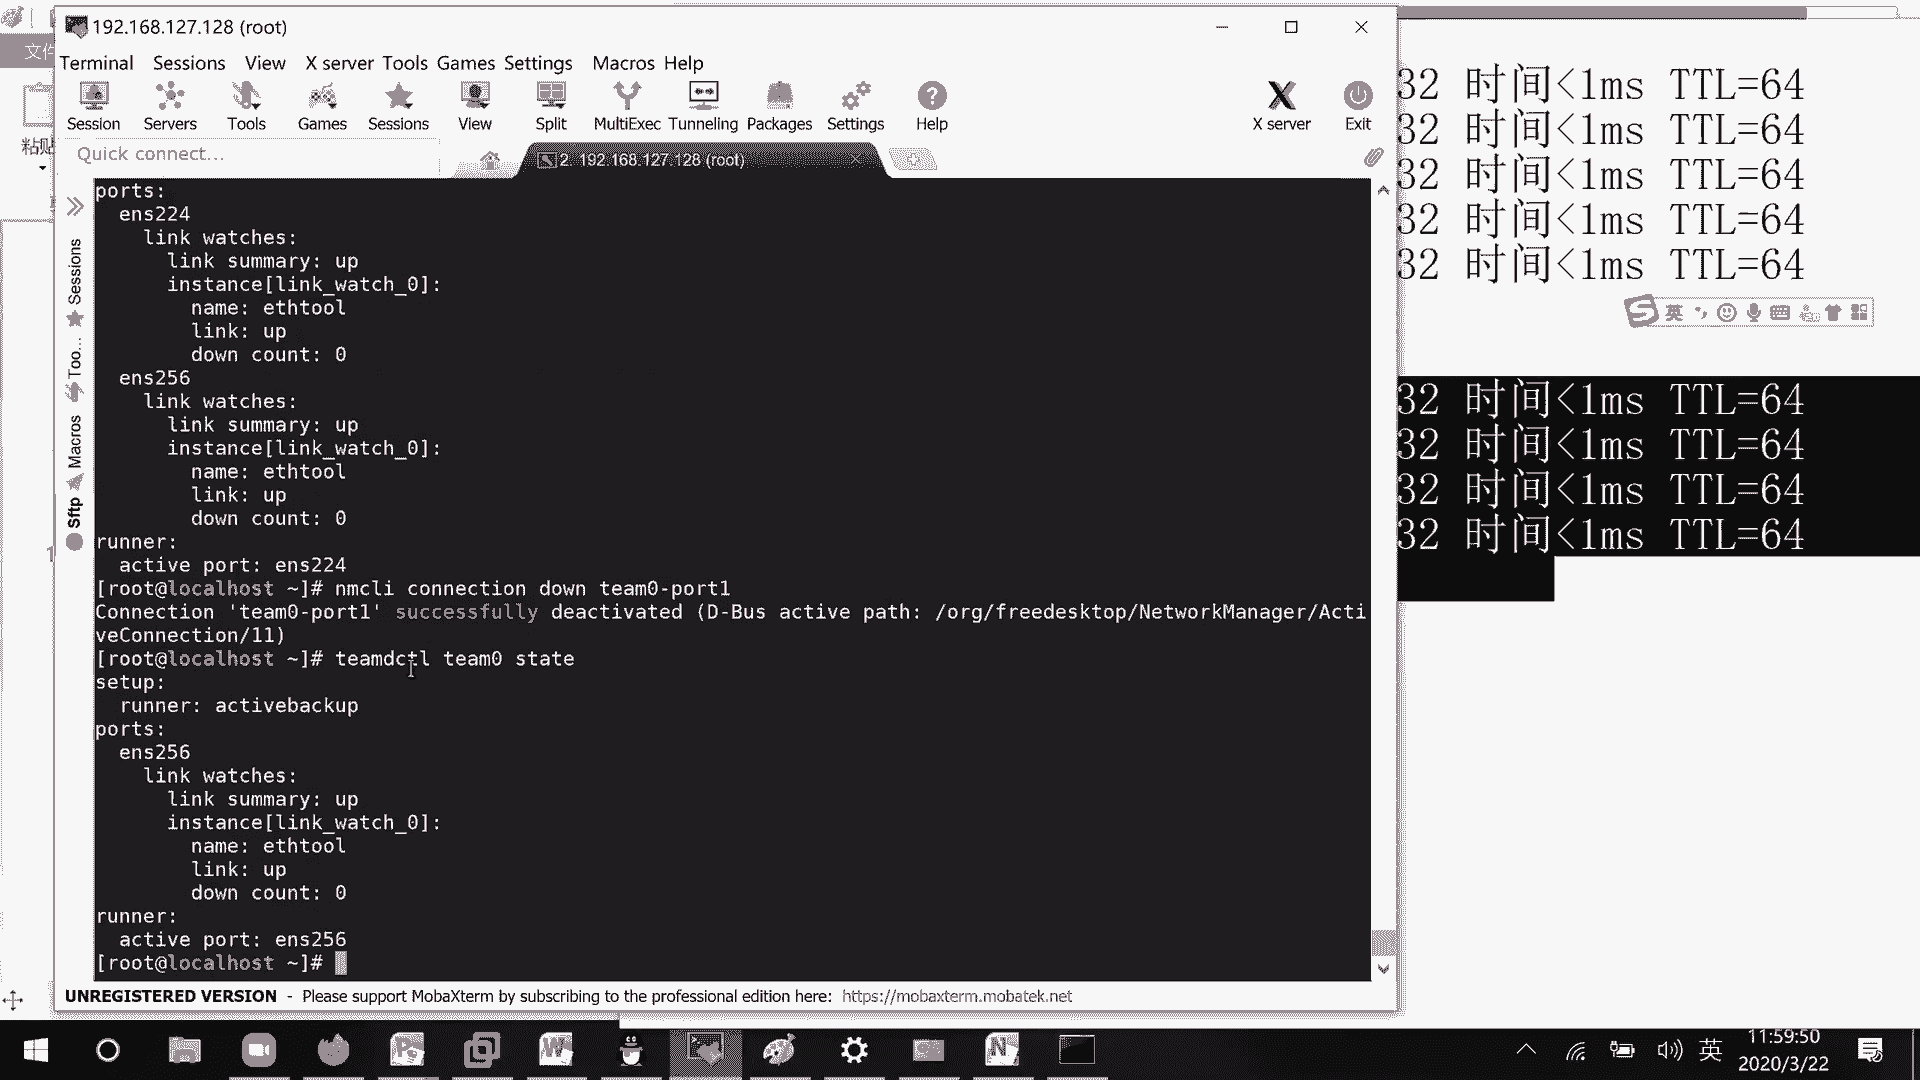 文件
粘贴
192.168.127.128 (root)
Terminal Sessions View X server Tools Games Settings Macros Help
Session Servers Tools Games Sessions View Split MultiExec Tunneling Packages Settings Help X server Exit
Quick connect...
2. 192.168.127.128 (root)
Sessions
Too...
Macros
Sftp
ports:
ens224
link watches:
link summary: up
instance[link_watch_0]:
name: ethtool
link: up
down count: 0
ens256
link watches:
link summary: up
instance[link_watch_0]:
name: ethtool
link: up
down count: 0
runner:
active port: ens224
[root@localhost ~]# nmcli connection down team0-port1
Connection 'team0-port1' successfully deactivated (D-Bus active path: /org/freedesktop/NetworkManager/Acti
veConnection/11)
[root@localhost ~]# teamdctl team0 state
setup:
runner: activebackup
ports:
ens256
link watches:
link summary: up
instance[link_watch_0]:
name: ethtool
link: up
down count: 0
runner:
active port: ens256
[root@localhost ~]#
UNREGISTERED VERSION - Please support MobaXterm by subscribing to the professional edition here: https://mobaxterm.mobatek.net
32 时间<1ms TTL=64
32 时间<1ms TTL=64
32 时间<1ms TTL=64
32 时间<1ms TTL=64
32 时间<1ms TTL=64
英
32 时间<1ms TTL=64
32 时间<1ms TTL=64
32 时间<1ms TTL=64
32 时间<1ms TTL=64
英
11:59:50
2020/3/22